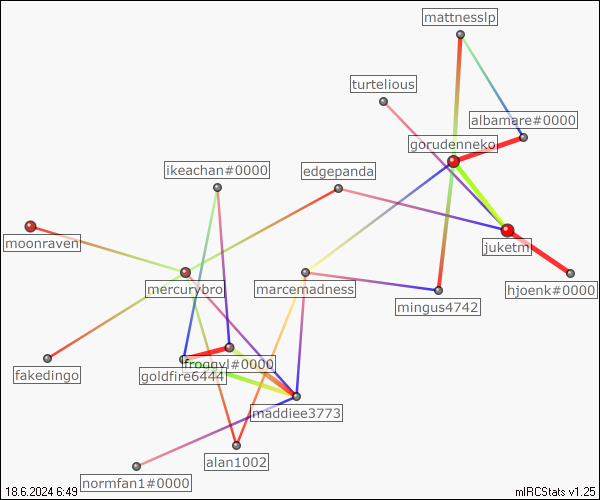 mattnesslp
turtelious
albamare#0000
gorudenneko
ikeachan#0000
edgepanda
moonraven
juketm
mercurybro
marcemadness
hjoenk#0000
mingus4742
froggyl#0000
fakedingo
goldfire6444
maddiee3773
alan1002
normfan1#0000
18.6.2024 6:49
mIRCStats v1.25